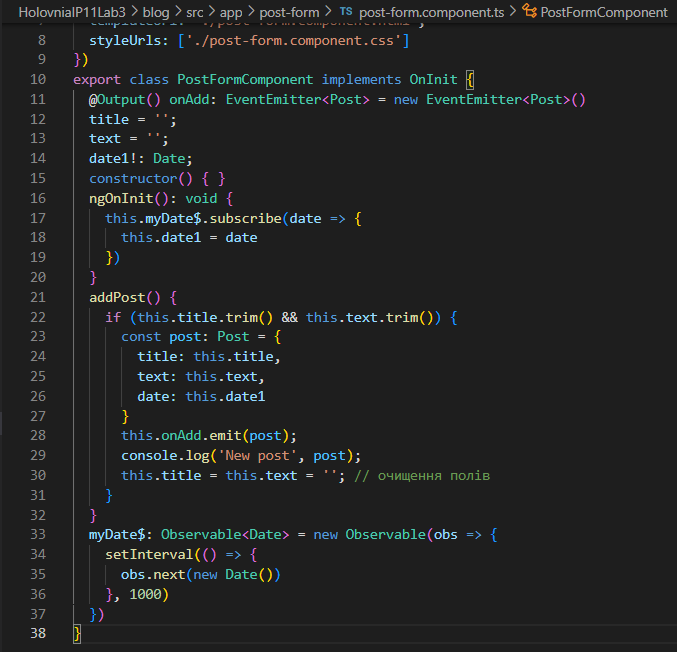 HolovniaIP11Lab3 > blog > src > app > post-form > TS post-form.component.ts > PostFormComponent
8 styleUrls: ['./post-form.component.css']
9 })
10 export class PostFormComponent implements OnInit {
11 @Output() onAdd: EventEmitter<Post> = new EventEmitter<Post>()
12 title = '';
13 text = '';
14 date1!: Date;
15 constructor() { }
16 ngOnInit(): void {
17 this.myDate$.subscribe(date => {
18 this.date1 = date
19 })
20 }
21 addPost() {
22 if (this.title.trim() && this.text.trim()) {
23 const post: Post = {
24 title: this.title,
25 text: this.text,
26 date: this.date1
27 }
28 this.onAdd.emit(post);
29 console.log('New post', post);
30 this.title = this.text = ''; // очищення полів
31 }
32 }
33 myDate$: Observable<Date> = new Observable(obs => {
34 setInterval(() => {
35 obs.next(new Date())
36 }, 1000)
37 })
38 }